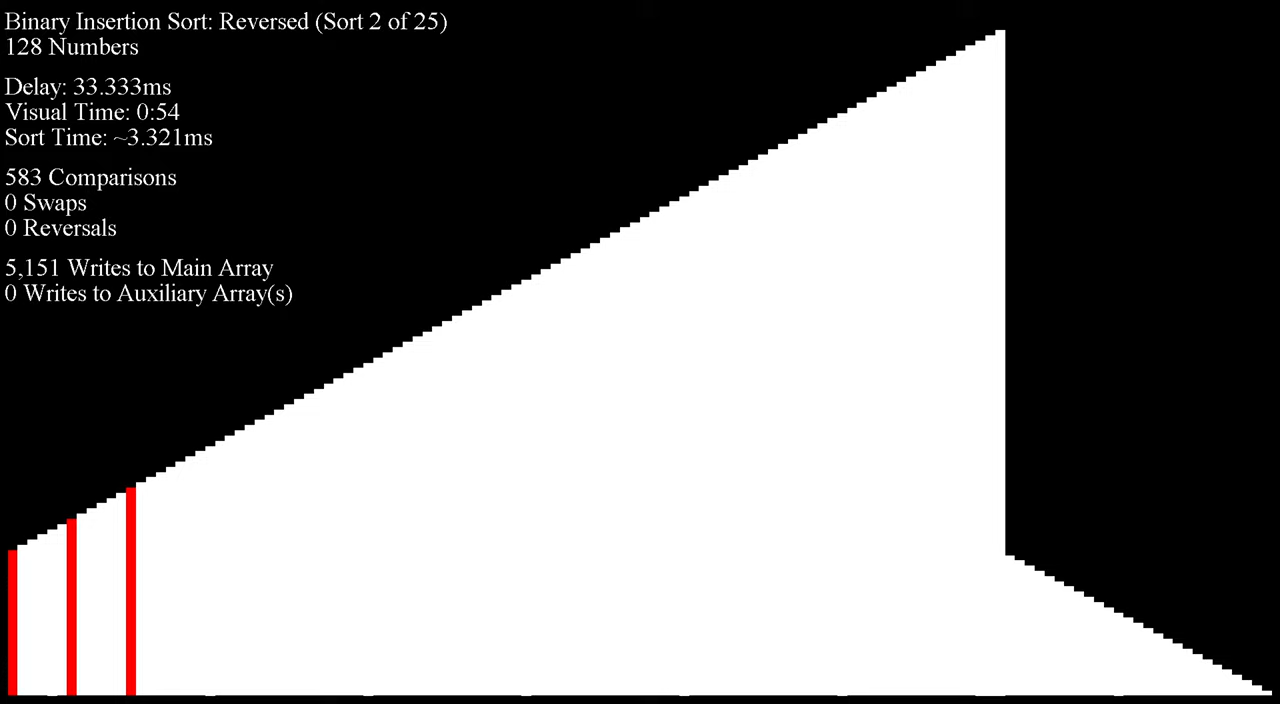 Binary Insertion Sort: Reversed (Sort 2 of 25)
128 Numbers
Delay: 33.333ms
Visual Time: 0:54
Sort Time: ~3.321ms
583 Comparisons
0 Swaps
0 Reversals
5,151 Writes to Main Array
0 Writes to Auxiliary Array(s)